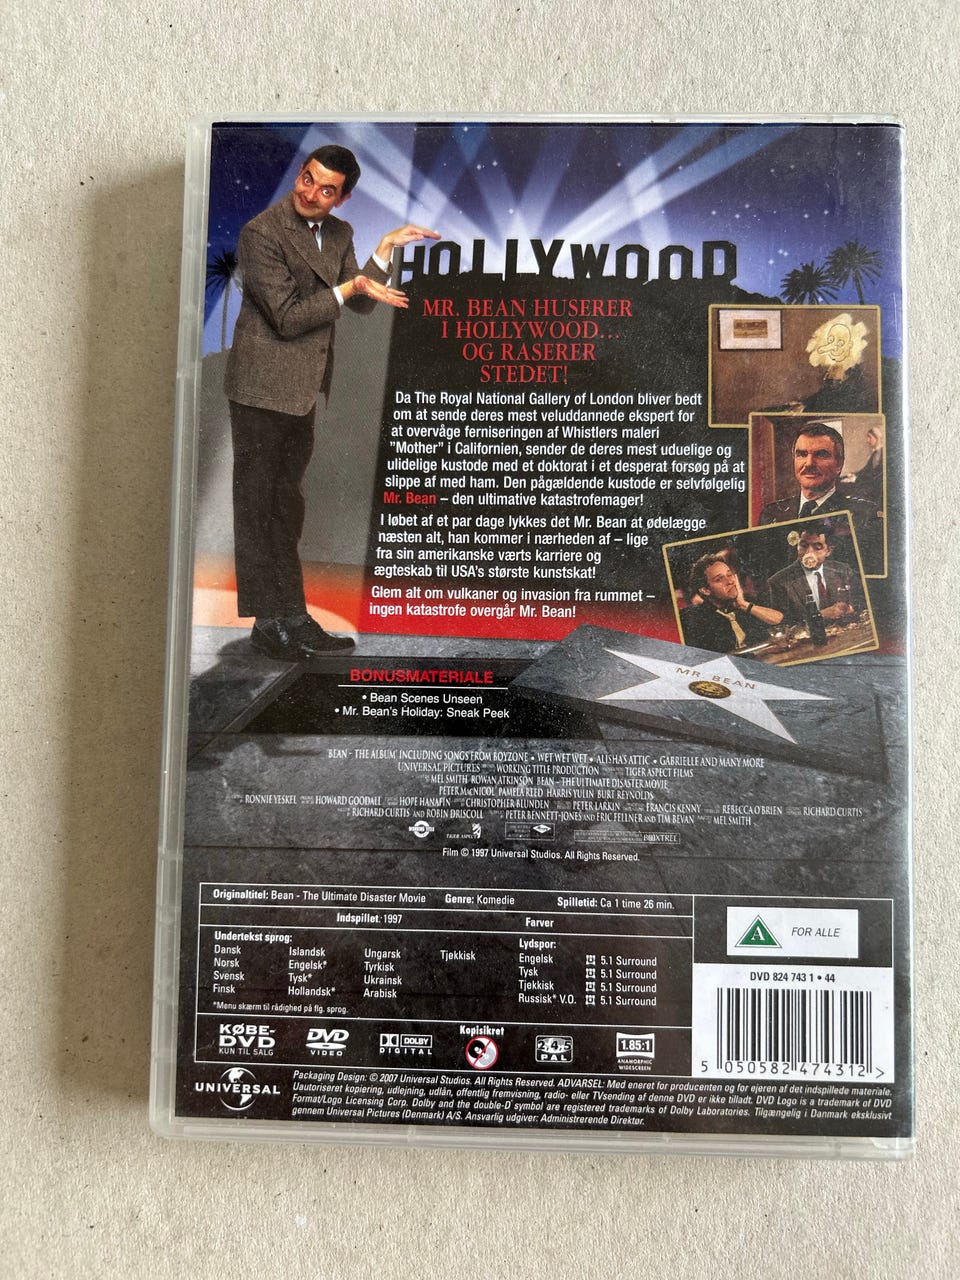 HOLLYWOOD
MR. BEAN HUSERER
I HOLLYWOOD...
OG RASERER
STEDET!
Da The Royal National Gallery of London bliver bedt
om at sende deres mest veluddannede ekspert for
at overvåge ferniseringen af Whistlers maleri
"Mother" i Californien, sender de deres mest uduelige og
ulidelige kustode med et doktorat i et desperat forsøg på at
slippe af med ham. Den pågældende kustode er selvfølgelig
Mr. Bean – den ultimative katastrofemager!
I løbet af et par dage lykkes det Mr. Bean at ødelægge
næsten alt, han kommer i nærheden af – lige
fra sin amerikanske værts karriere og
ægteskab til USA's største kunstskat!
Glem alt om vulkaner og invasion fra rummet –
ingen katastrofe overgår Mr. Bean!
MR. BEAN
BONUSMATERIALE
• Bean Scenes Unseen
• Mr. Bean's Holiday: Sneak Peek
'BEAN - THE ALBUM' INCLUDING SONGS FROM BOYZONE • WET WET WET • ALISHA'S ATTIC • GABRIELLE AND MANY MORE
UNIVERSAL PICTURES WORKING TITLE PRODUCTION TIGER ASPECT FILMS
MEL SMITH ROWAN ATKINSON BEAN – THE ULTIMATE DISASTER MOVIE
PETER MacNICOL PAMELA REED HARRIS YULIN BURT REYNOLDS
RONNIE YESKEL HOWARD GOODALL HOPE HANAFIN CHRISTOPHER BLUNDEN PETER LARKIN FRANCIS KENNY REBECCA O'BRIEN RICHARD CURTIS
RICHARD CURTIS AND ROBIN DRISCOLL PETER BENNETT-JONES AND ERIC FELLNER AND TIM BEVAN MEL SMITH
WORKING TITLE TIGER ASPECT BOXTREE
Film © 1997 Universal Studios. All Rights Reserved.
Originaltitel: Bean - The Ultimate Disaster Movie Genre: Komedie Spilletid: Ca 1 time 26 min.
Indspillet: 1997 Farver
Undertekst sprog:
Dansk
Norsk
Svensk
Finsk
Islandsk
Engelsk*
Tysk*
Hollandsk*
Ungarsk
Tyrkisk
Ukrainsk
Arabisk
Tjekkisk
*Menu skærm til rådighed på fig. sprog.
Lydspor:
Engelsk 5.1 Surround
Tysk 5.1 Surround
Tjekkisk 5.1 Surround
Russisk* V.O. 5.1 Surround
A FOR ALLE
DVD 824 743 1 • 44
5 050582 474312 >
KØBE-
DVD
KUN TIL SALG
DVD
VIDEO
DOLBY
DIGITAL
Kopisikret
2 4 5
PAL
1.85:1
ANAMORPHIC
WIDESCREEN
UNIVERSAL
Packaging Design: © 2007 Universal Studios. All Rights Reserved. ADVARSEL: Med eneret for producenten og for ejeren af det indspillede materiale.
Uautoriseret kopiering, udlejning, udlån, offentlig fremvisning, radio- eller TVsending af denne DVD er ikke tilladt. DVD Logo is a trademark of DVD
Format/Logo Licensing Corp. Dolby and the double-D symbol are registered trademarks of Dolby Laboratories. Tilgængelig i Danmark eksklusivt
gennem Universal Pictures (Denmark) A/S. Ansvarlig udgiver: Administrerende Direktør.